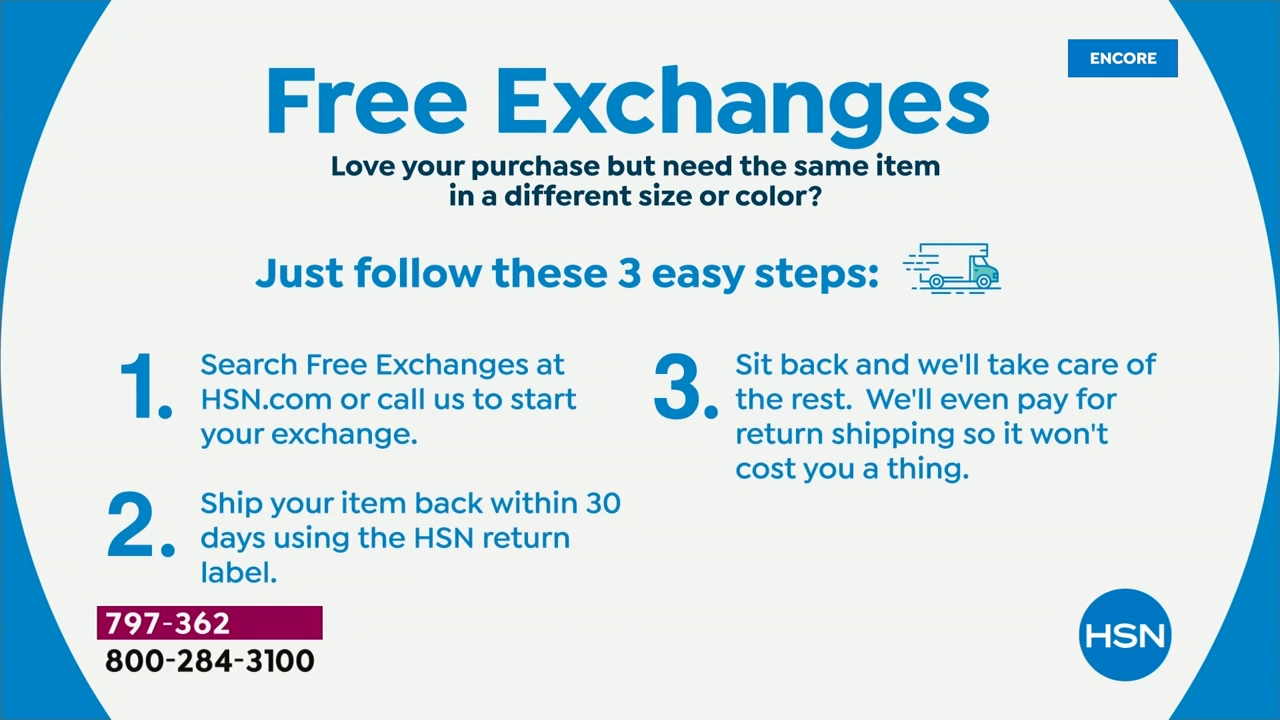 ENCORE
Free Exchanges
Love your purchase but need the same item
in a different size or color?
Just follow these 3 easy steps:
1. Search Free Exchanges at
HSN.com or call us to start
your exchange.
2. Ship your item back within 30
days using the HSN return
label.
3. Sit back and we'll take care of
the rest.  We'll even pay for
return shipping so it won't
cost you a thing.
797-362
800-284-3100
HSN